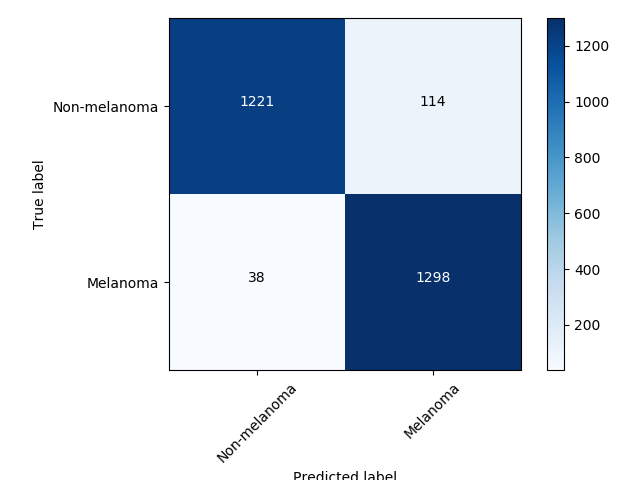 Non-melanoma
1221
114
Melanoma
38
1298
True label
Non-melanoma
Melanoma
Predicted label
1200
1000
800
600
400
200